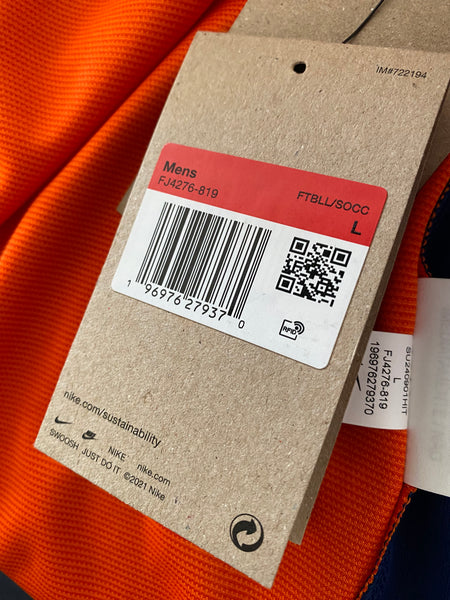 IM#722194
Mens
FJ4276-819
FTBLL/SOCC
L
1 96976 27937 0
RFID
nike.com/sustainability
NIKE
nike.com
SWOOSH JUST DO IT ©2021 Nike
SU240901HIT
L
FJ4276-819
196976279370